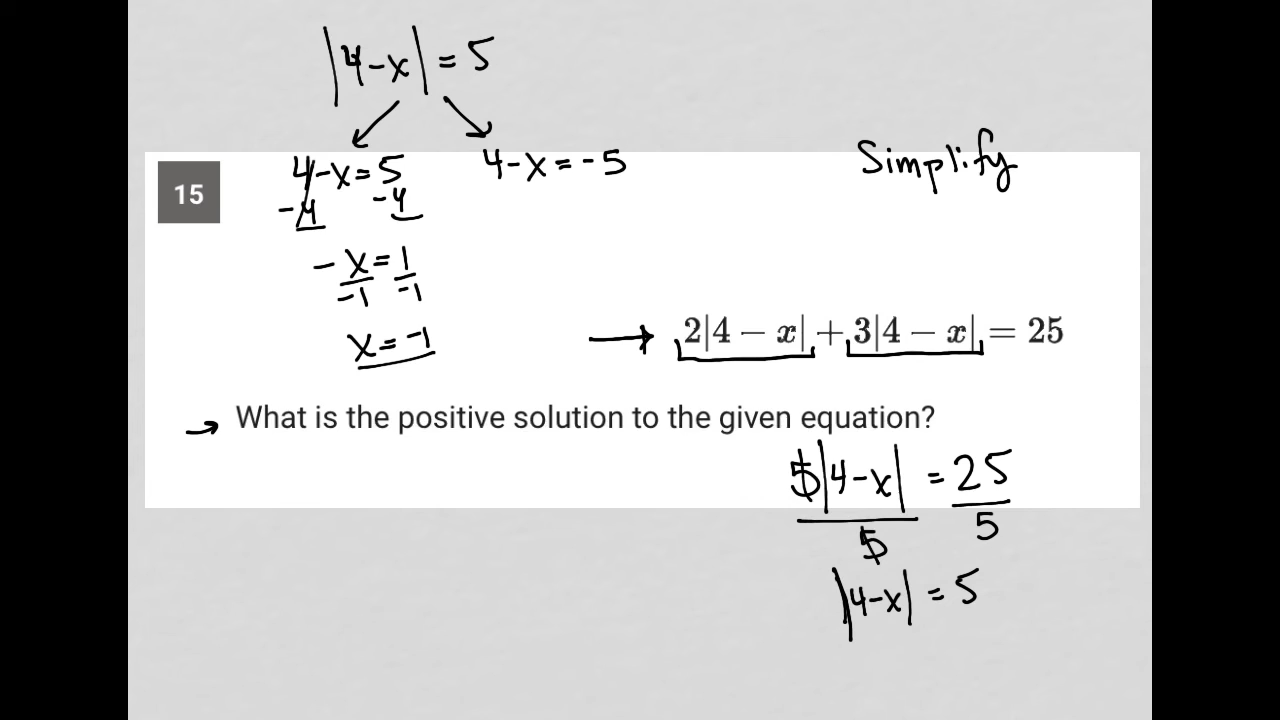 |4-x| = 5
4-x=5 4-x=-5
Simplify
15
-4 -4
-x=1
-1 -1
x=-1
→ 2|4 − x| + 3|4 − x| = 25
→ What is the positive solution to the given equation?
5|4-x| = 25
5 5
|4-x| = 5